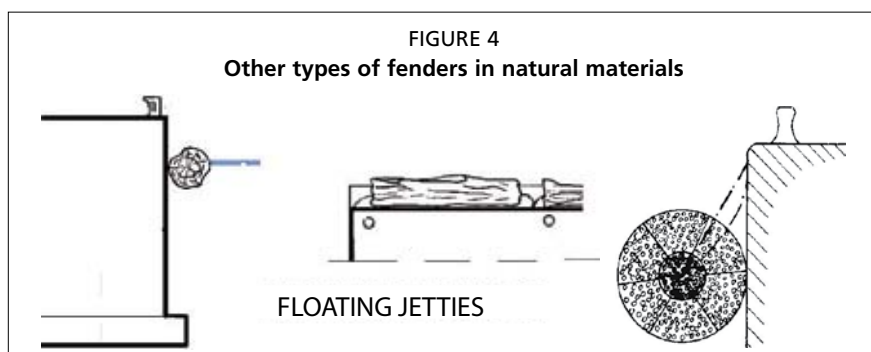 FIGURE 4
Other types of fenders in natural materials
FLOATING JETTIES